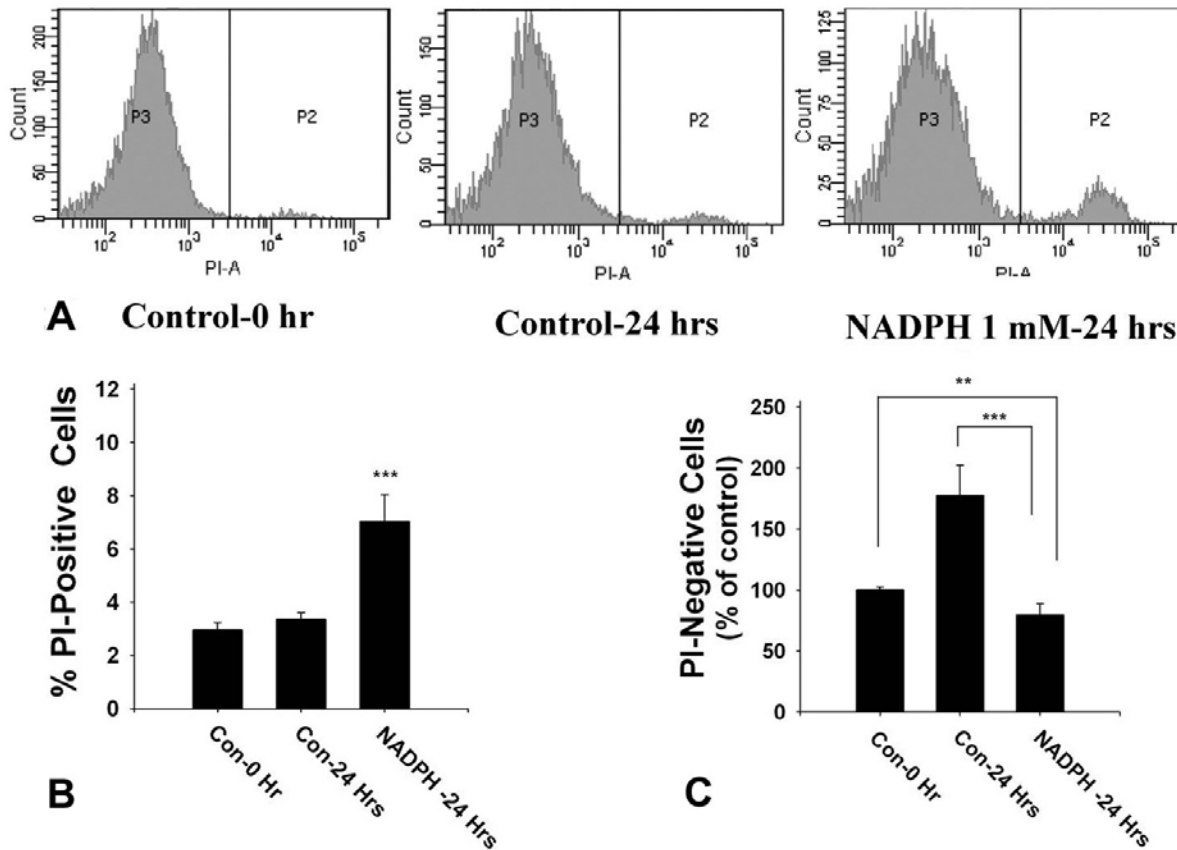 200
150
100
50
0
Count
P3
P2
10²
10³
10⁴
10⁵
PI-A
150
100
50
0
Count
P3
P2
10²
10³
10⁴
10⁵
PI-A
125
100
75
50
25
0
Count
P3
P2
10²
10³
10⁴
10⁵
PI-A
A
Control-0 hr
Control-24 hrs
NADPH 1 mM-24 hrs
% PI-Positive Cells
12
10
8
6
4
2
0
***
Con-0 Hr
Con-24 Hrs
NADPH -24 Hrs
B
PI-Negative Cells
(% of control)
250
200
150
100
50
0
**
***
Con-0 Hr
Con-24 Hrs
NADPH -24 Hrs
C